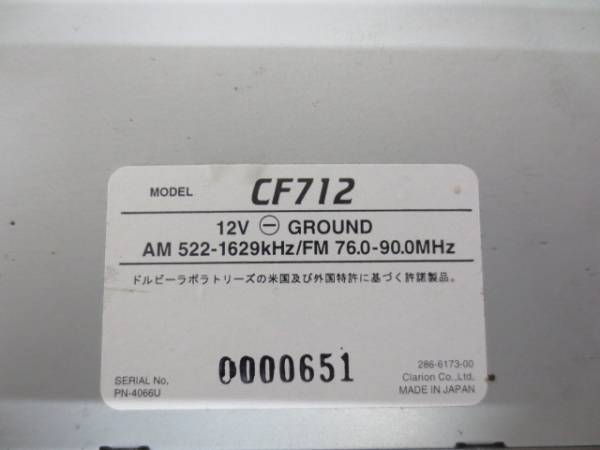 MODEL CF712
12V ⊖ GROUND
AM 522-1629kHz/FM 76.0-90.0MHz
ドルビーラボラトリーズの米国及び外国特許に基づく許諾製品。
0000651
SERIAL No.
PN-4066U
286-6173-00
Clarion Co.,Ltd.
MADE IN JAPAN